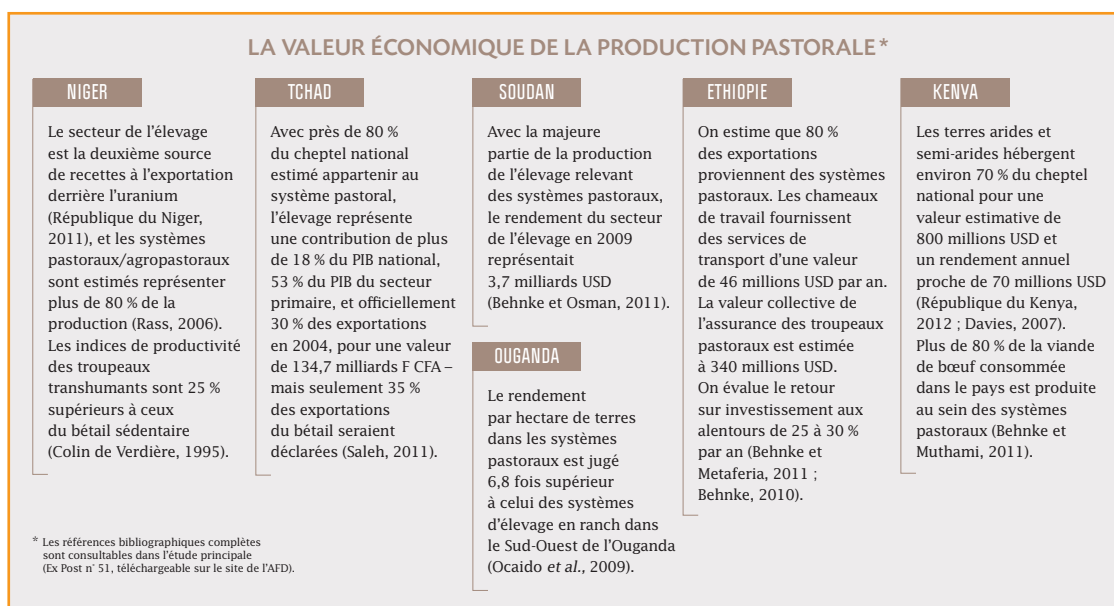 LA VALEUR ÉCONOMIQUE DE LA PRODUCTION PASTORALE*
NIGER
Le secteur de l’élevage
est la deuxième source
de recettes à l’exportation
derrière l’uranium
(République du Niger,
2011), et les systèmes
pastoraux/agropastoraux
sont estimés représenter
plus de 80 % de la
production (Rass, 2006).
Les indices de productivité
des troupeaux
transhumants sont 25 %
supérieurs à ceux
du bétail sédentaire
(Colin de Verdière, 1995).
TCHAD
Avec près de 80 %
du cheptel national
estimé appartenir au
système pastoral,
l’élevage représente
une contribution de plus
de 18 % du PIB national,
53 % du PIB du secteur
primaire, et officiellement
30 % des exportations
en 2004, pour une valeur
de 134,7 milliards F CFA –
mais seulement 35 %
des exportations
du bétail seraient
déclarées (Saleh, 2011).
SOUDAN
Avec la majeure
partie de la production
de l’élevage relevant
des systèmes pastoraux,
le rendement du secteur
de l’élevage en 2009
représentait
3,7 milliards USD
(Behnke et Osman, 2011).
OUGANDA
Le rendement
par hectare de terres
dans les systèmes
pastoraux est jugé
6,8 fois supérieur
à celui des systèmes
d’élevage en ranch dans
le Sud-Ouest de l’Ouganda
(Ocaido et al., 2009).
ETHIOPIE
On estime que 80 %
des exportations
proviennent des systèmes
pastoraux. Les chameaux
de travail fournissent
des services de
transport d’une valeur
de 46 millions USD par an.
La valeur collective de
l’assurance des troupeaux
pastoraux est estimée
à 340 millions USD.
On évalue le retour
sur investissement aux
alentours de 25 à 30 %
par an (Behnke et
Metaferia, 2011 ;
Behnke, 2010).
KENYA
Les terres arides et
semi-arides hébergent
environ 70 % du cheptel
national pour une
valeur estimative de
800 millions USD et
un rendement annuel
proche de 70 millions USD
(République du Kenya,
2012 ; Davies, 2007).
Plus de 80 % de la viande
de bœuf consommée
dans le pays est produite
au sein des systèmes
pastoraux (Behnke et
Muthami, 2011).
* Les références bibliographiques complètes
sont consultables dans l’étude principale
(Ex Post n° 51, téléchargeable sur le site de l’AFD).